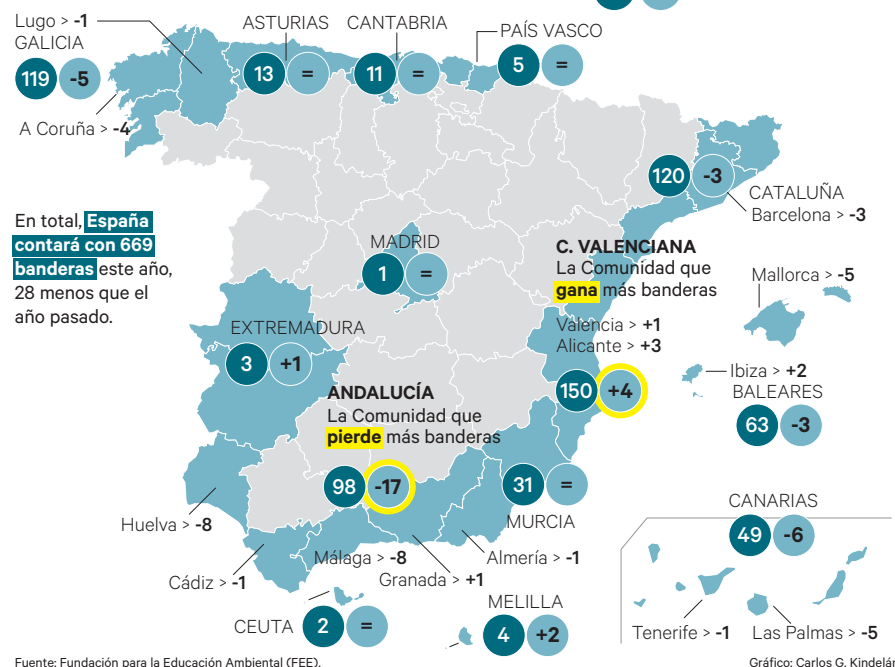 Lugo > -1
GALICIA
119 -5
A Coruña > -4
ASTURIAS
13 =
CANTABRIA
11 =
PAÍS VASCO
5 =
120 -3
CATALUÑA
Barcelona > -3
En total, España
contará con 669
banderas este año,
28 menos que el
año pasado.
MADRID
1 =
C. VALENCIANA
La Comunidad que
gana más banderas
Valencia > +1
Alicante > +3
150 +4
Mallorca > -5
Ibiza > +2
BALEARES
63 -3
EXTREMADURA
3 +1
ANDALUCÍA
La Comunidad que
pierde más banderas
98 -17
31 =
MURCIA
Huelva > -8
Cádiz > -1
Málaga > -8
Granada > +1
Almería > -1
CANARIAS
49 -6
Tenerife > -1
Las Palmas > -5
CEUTA 2 =
MELILLA
4 +2
Fuente: Fundación para la Educación Ambiental (FEE).
Gráfico: Carlos G. Kindelán